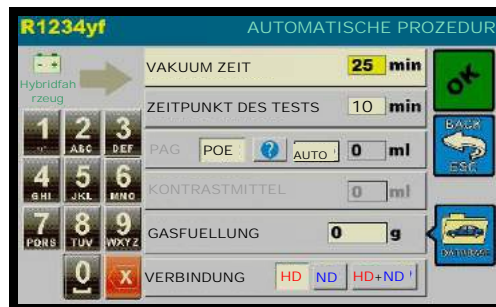 R1234yf AUTOMATISCHE PROZEDUR
Hybridfah
rzeug
VAKUUM ZEIT 25 min
ZEITPUNKT DES TESTS 10 min
PAG POE ? AUTO 0 ml
KONTRASTMITTEL 0 ml
GASFUELLUNG 0 g
VERBINDUNG HD ND HD+ND
1 2 ABC 3 DEF
4 GHI 5 JKL 6 MNO
7 PQRS 8 TUV 9 WXYZ
0 X
OK
BACK
ESC
DATABASE